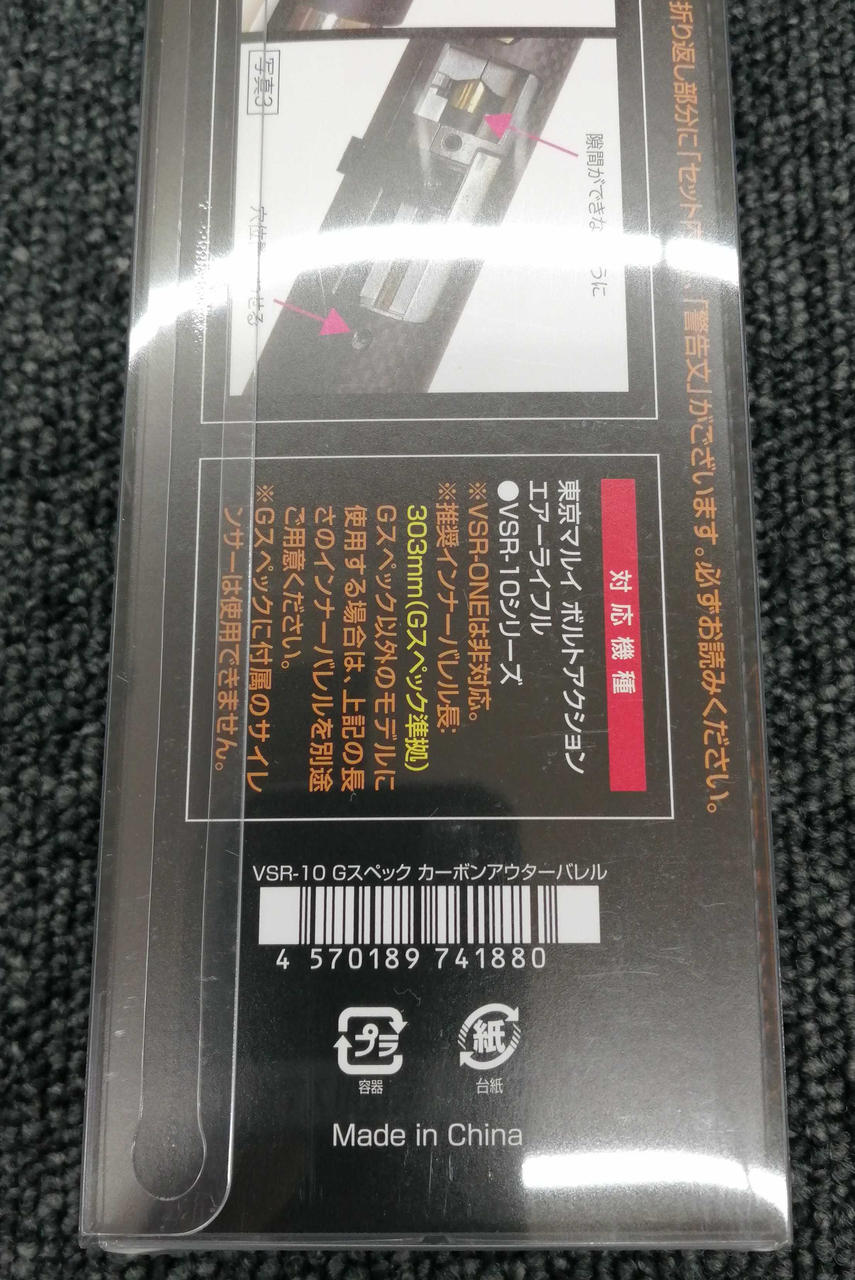 折り返し部分に「セット内
、「警告文」がございます。必ずお読みください。
写真3
隙間ができな
うに
穴位
せる
対応機種
東京マルイ ボルトアクション
エアーライフル
●VSR-10シリーズ
※VSR-ONEは非対応。
※推奨インナーバレル長:
303mm(Gスペック準拠)
Gスペック以外のモデルに
使用する場合は、上記の長
さのインナーバレルを別途
ご用意ください。
※Gスペックに付属のサイレ
ンサーは使用できません。
VSR-10 Gスペック カーボンアウターバレル
4 570189 741880
プラ
容器
紙
台紙
Made in China